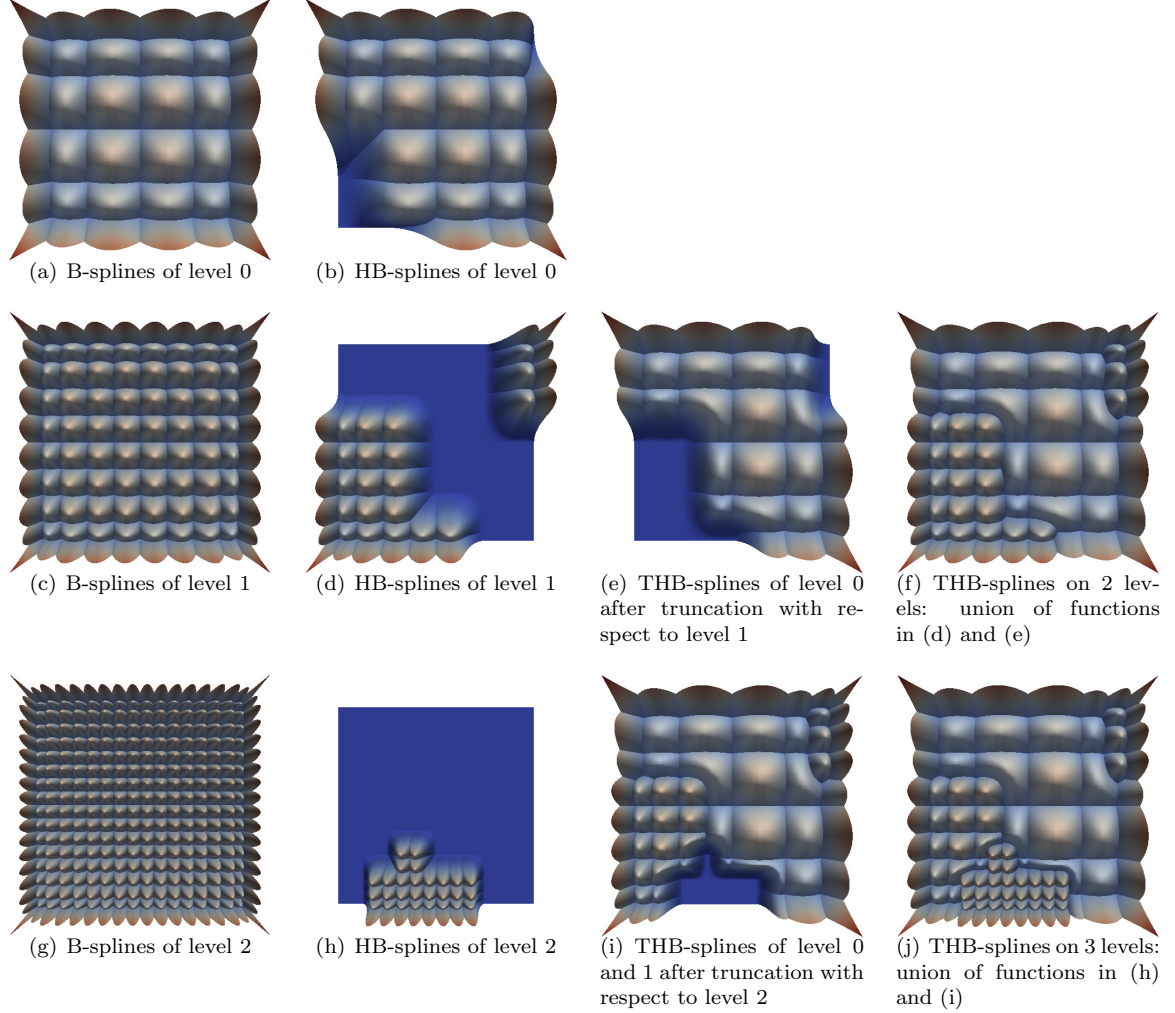 (a) B-splines of level 0
(b) HB-splines of level 0
(c) B-splines of level 1
(d) HB-splines of level 1
(e) THB-splines of level 0
after truncation with re-
spect to level 1
(f) THB-splines on 2 lev-
els: union of functions
in (d) and (e)
(g) B-splines of level 2
(h) HB-splines of level 2
(i) THB-splines of level 0
and 1 after truncation with
respect to level 2
(j) THB-splines on 3 levels:
union of functions in (h)
and (i)